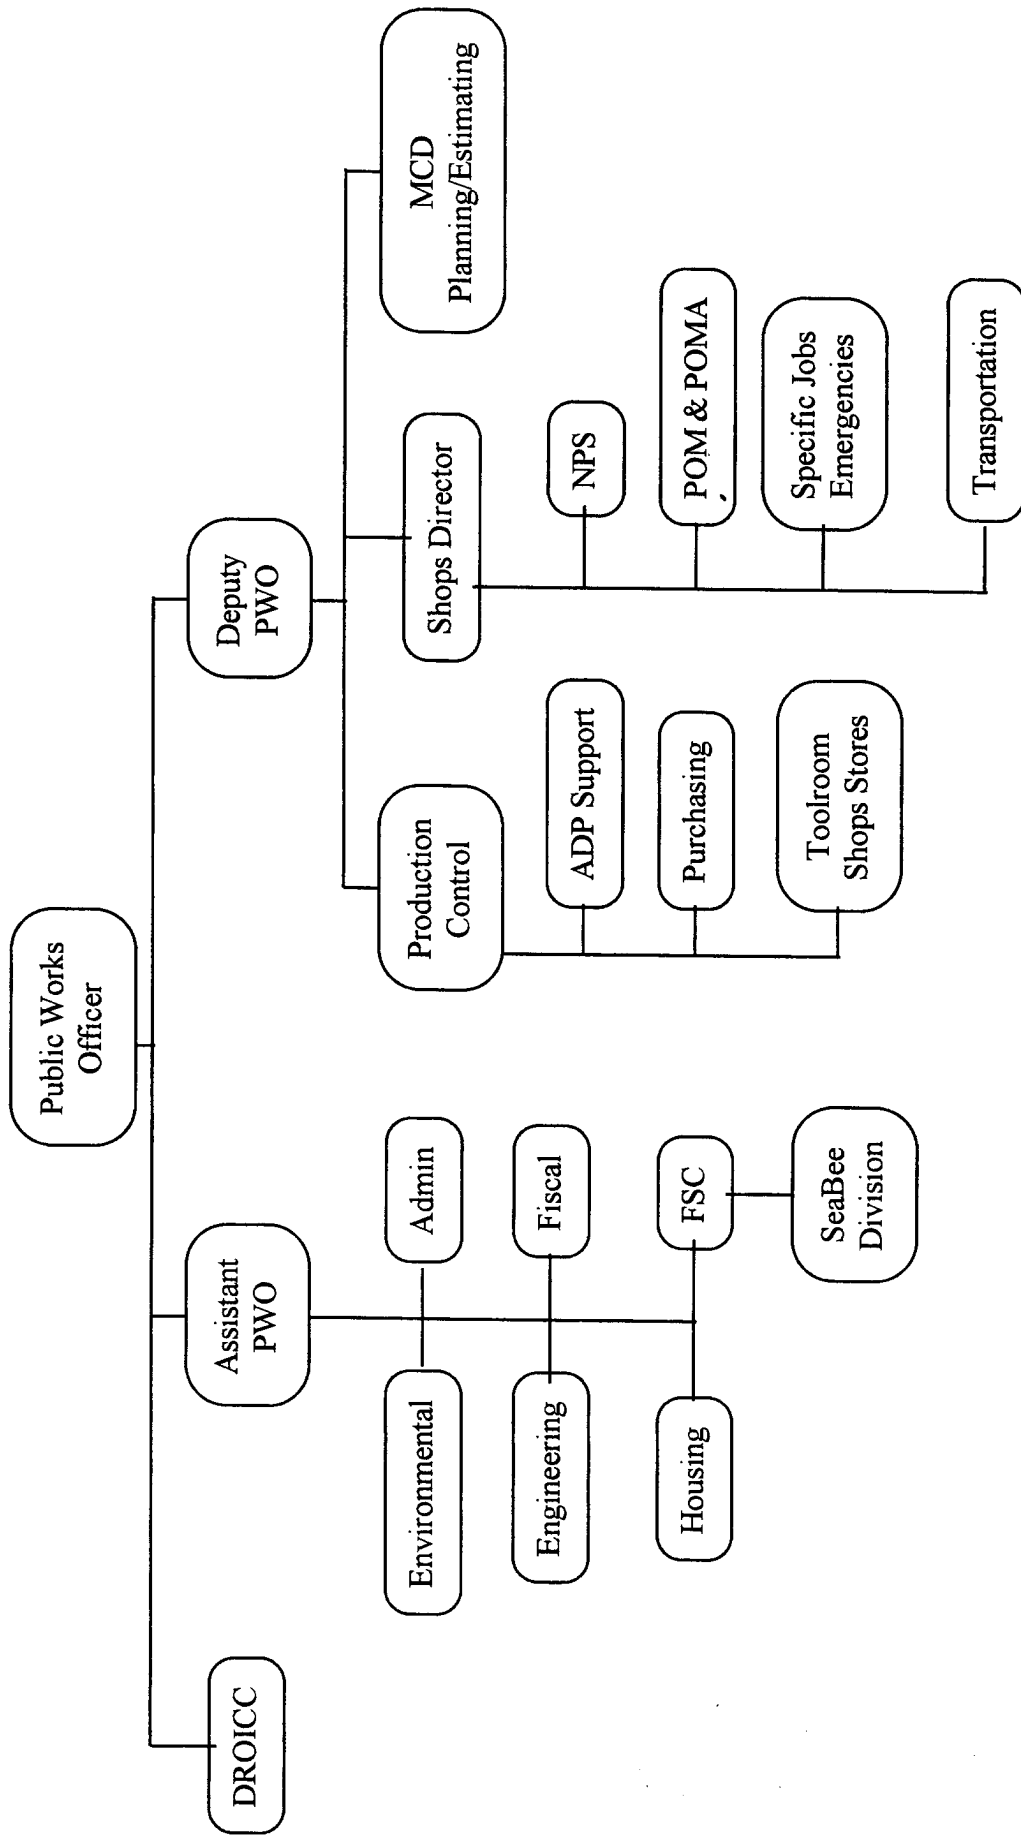 Public Works
Officer
DROICC
Assistant
PWO
Deputy
PWO
Environmental
Admin
Engineering
Fiscal
Housing
FSC
SeaBee
Division
Production
Control
Shops Director
MCD
Planning/Estimating
ADP Support
Purchasing
Toolroom
Shops Stores
NPS
POM & POMA
Specific Jobs
Emergencies
Transportation